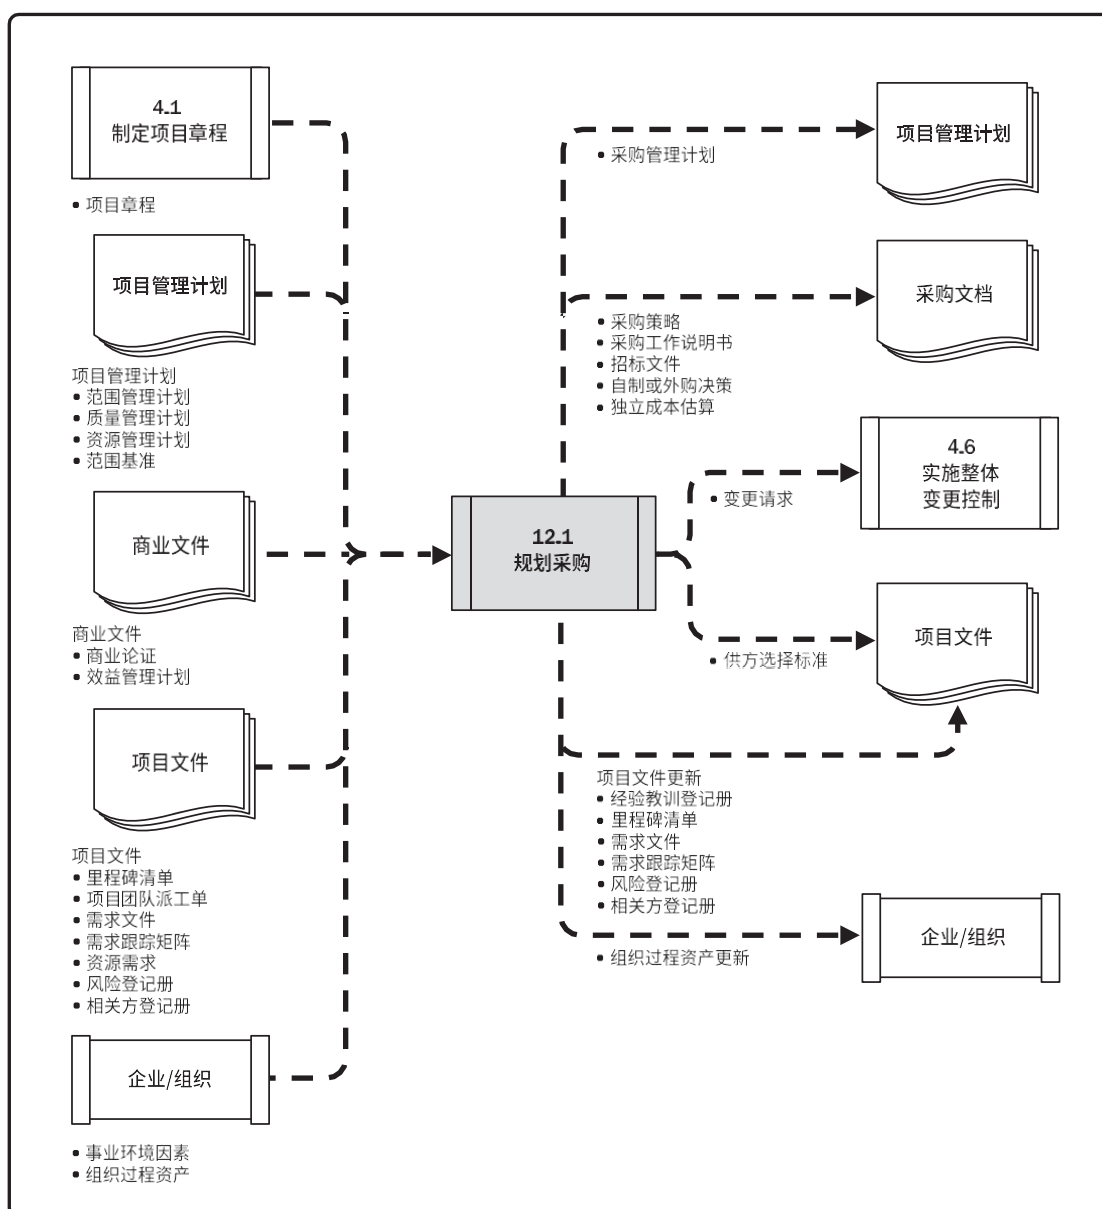 4.1
制定项目章程
• 项目章程
项目管理计划
项目管理计划
• 范围管理计划
• 质量管理计划
• 资源管理计划
• 范围基准
商业文件
商业文件
• 商业论证
• 效益管理计划
项目文件
项目文件
• 里程碑清单
• 项目团队派工单
• 需求文件
• 需求跟踪矩阵
• 资源需求
• 风险登记册
• 相关方登记册
企业/组织
• 事业环境因素
• 组织过程资产
12.1
规划采购
• 采购管理计划
项目管理计划
• 采购策略
• 采购工作说明书
• 招标文件
• 自制或外购决策
• 独立成本估算
采购文档
• 变更请求
4.6
实施整体
变更控制
• 供方选择标准
项目文件
项目文件更新
• 经验教训登记册
• 里程碑清单
• 需求文件
• 需求跟踪矩阵
• 风险登记册
• 相关方登记册
• 组织过程资产更新
企业/组织